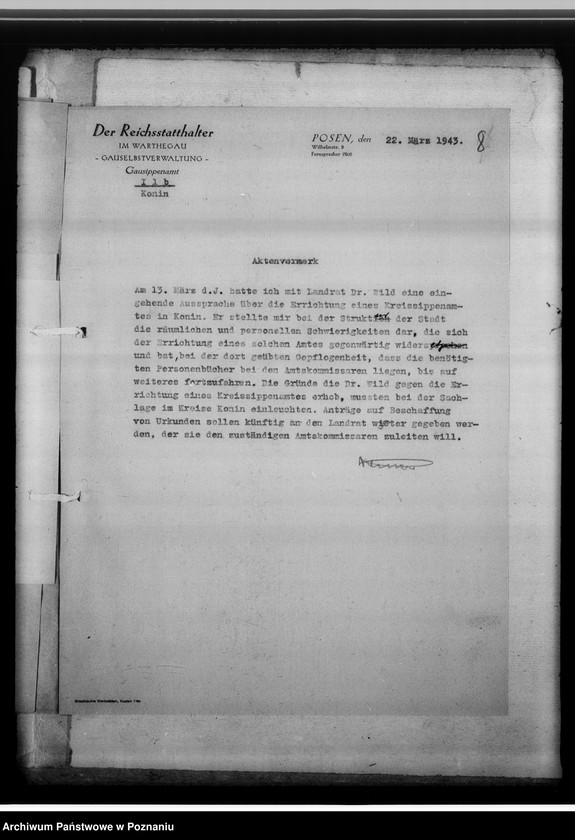 Der Reichsstatthalter
IM WARTHEGAU
- GAUSELBSTVERWALTUNG -
Gausippenamt
I 1 b
Konin
POSEN, den 22. März 1943.
Wilhelmstr. 8
Fernsprecher
8
Aktenvermerk
Am 13. März d.J. hatte ich mit Landrat Dr. Wild eine ein-
gehende Aussprache über die Errichtung eines Kreissippenam-
tes in Konin. Er stellte mir bei der Struktur der Stadt
die räumlichen und personellen Schwierigkeiten dar, die sich
der Errichtung eines solchen Amtes gegenwärtig
und bat, bei der dort geübten Gepflogenheit, dass die benötig-
ten Personenbücher bei den Amtskommissaren liegen, bis auf
weiteres fortzufahren. Die Gründe die Dr. Wild gegen die Er-
richtung eines Kreissippenamtes erhob, mussten bei der Sach-
lage im Kreise Konin einleuchten. Anträge auf Beschaffung
von Urkunden sollen künftig an den Landrat weiter gegeben wer-
den, der sie den zuständigen Amtskommissaren zuleiten will.
Archiwum Państwowe w Poznaniu